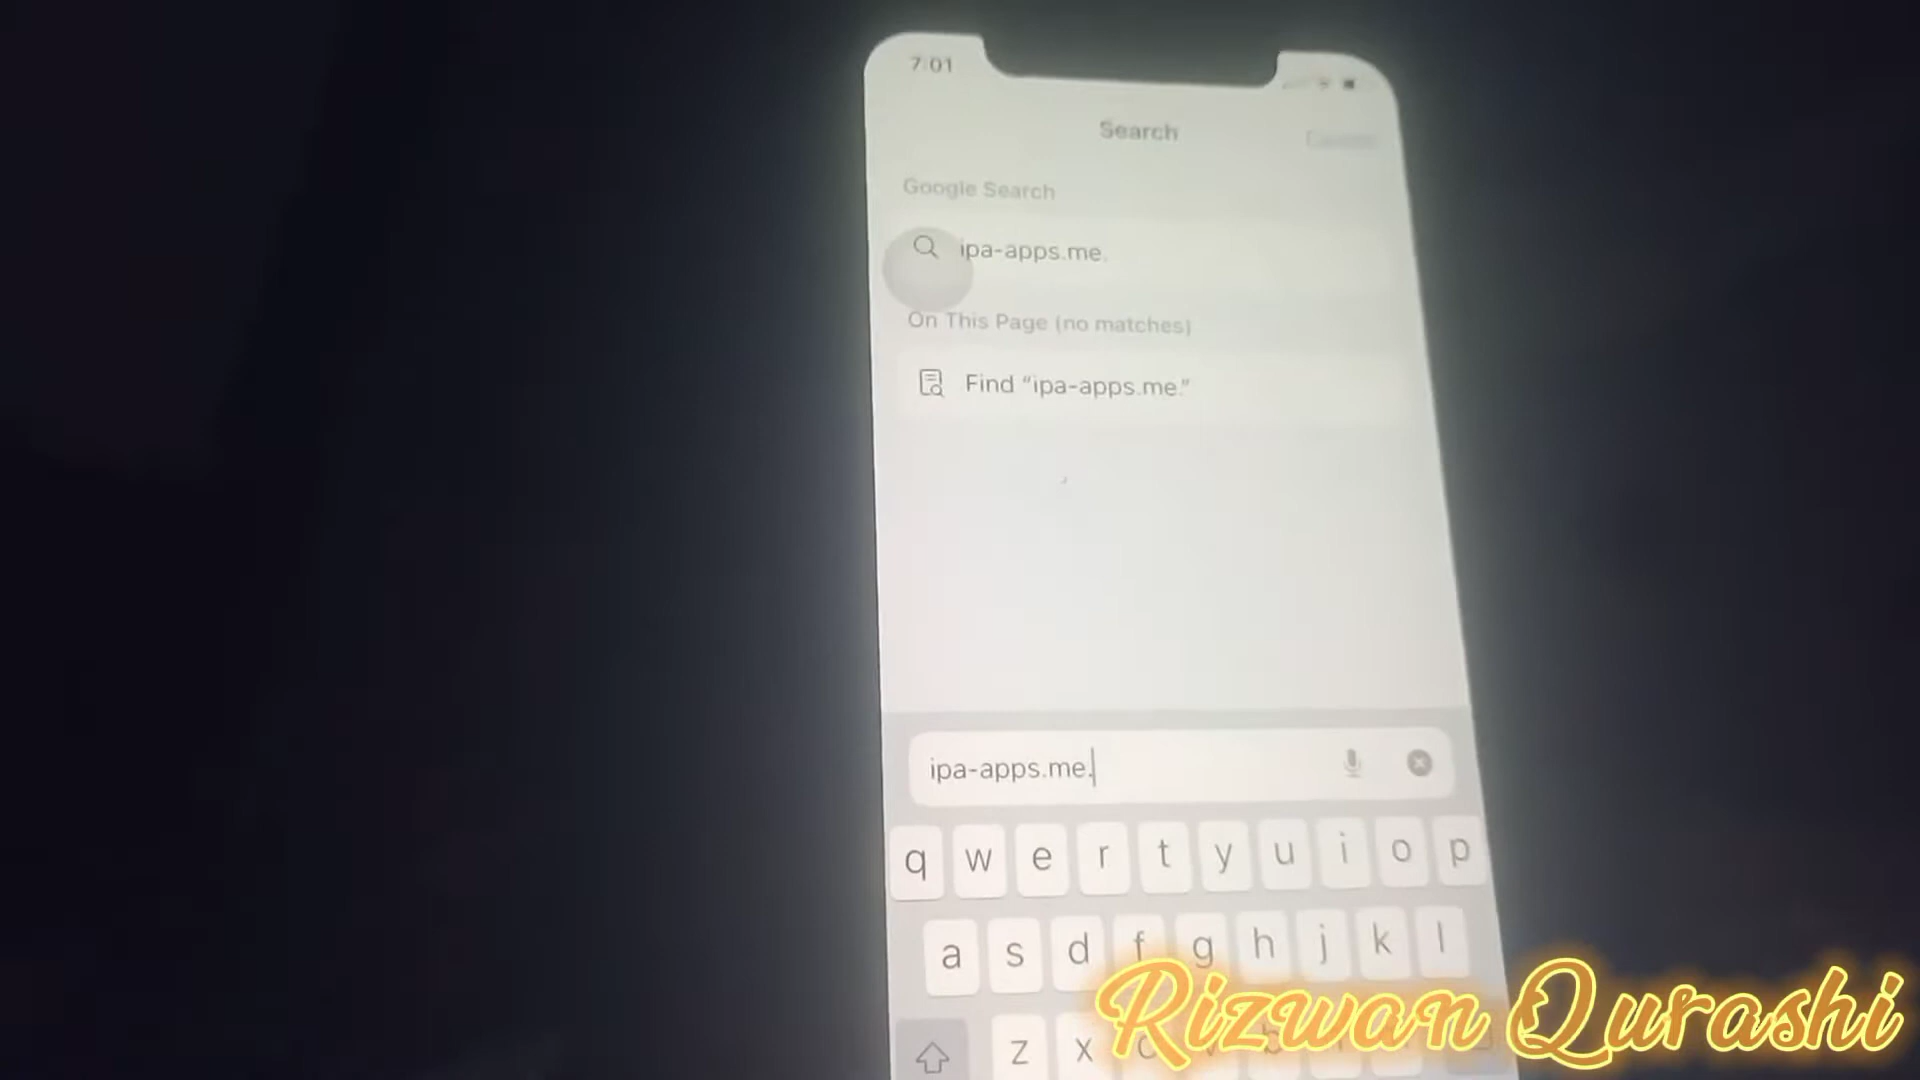 7:01
Search
Google Search
ipa-apps.me.
On This Page (no matches)
Find “ipa-apps.me.”
ipa-apps.me.
q w e r t y u i o p
a s d f g h j k l
z x c v b
Rizwan Qurashi